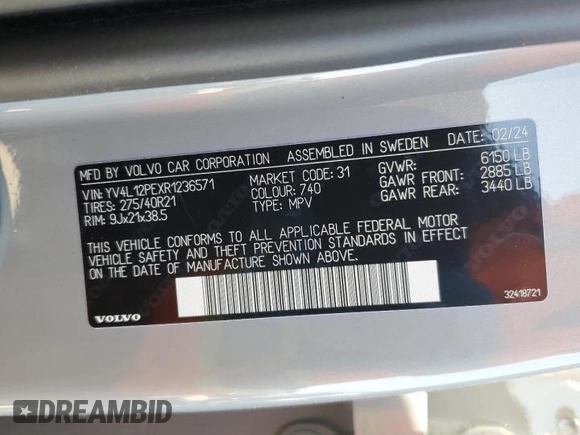 MFD BY VOLVO CAR CORPORATION ASSEMBLED IN SWEDEN DATE: 02/24
VIN: YV4L12PEXR1236571 MARKET CODE: 31 GVWR: 6150 LB
TIRES: 275/40R21 COLOUR: 740 GAWR FRONT: 2885 LB
RIM: 9Jx21x38.5 TYPE: MPV GAWR REAR: 3440 LB
THIS VEHICLE CONFORMS TO ALL APPLICABLE FEDERAL MOTOR
VEHICLE SAFETY AND THEFT PREVENTION STANDARDS IN EFFECT
ON THE DATE OF MANUFACTURE SHOWN ABOVE.
VOLVO 32418721
DREAMBID